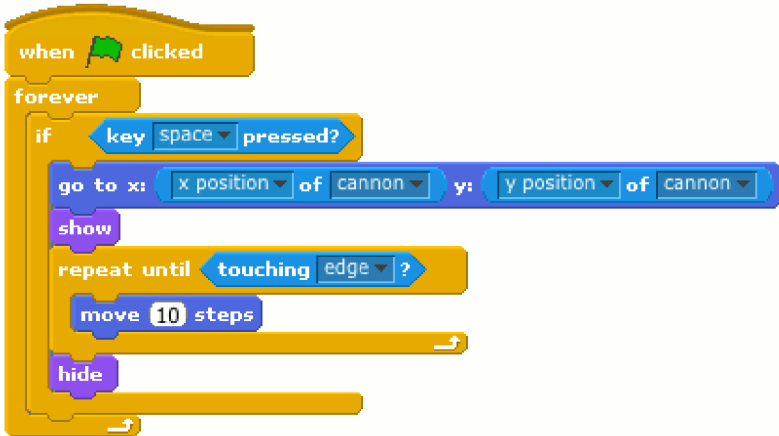 when clicked
forever
if key space pressed?
go to x: x position of cannon y: y position of cannon
show
repeat until touching edge ?
move 10 steps
hide